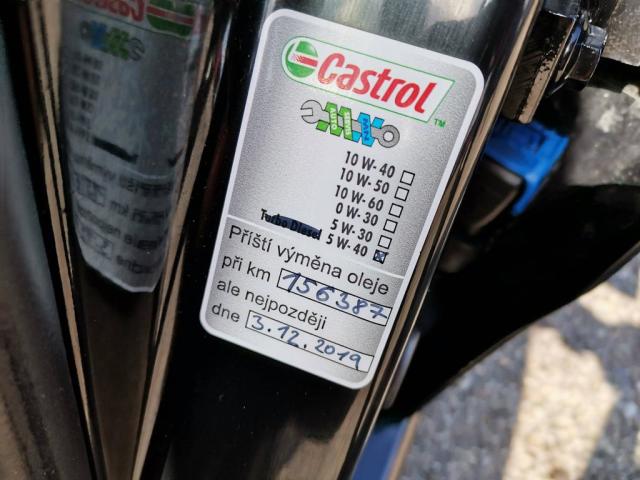 Castrol
TM
10 W-40
10 W-50
10 W-60
0 W-30
5 W-30
Turbo Diesel 5 W-40
Příští výměna oleje
při km 156387
ale nejpozději
dne 3.12.2019